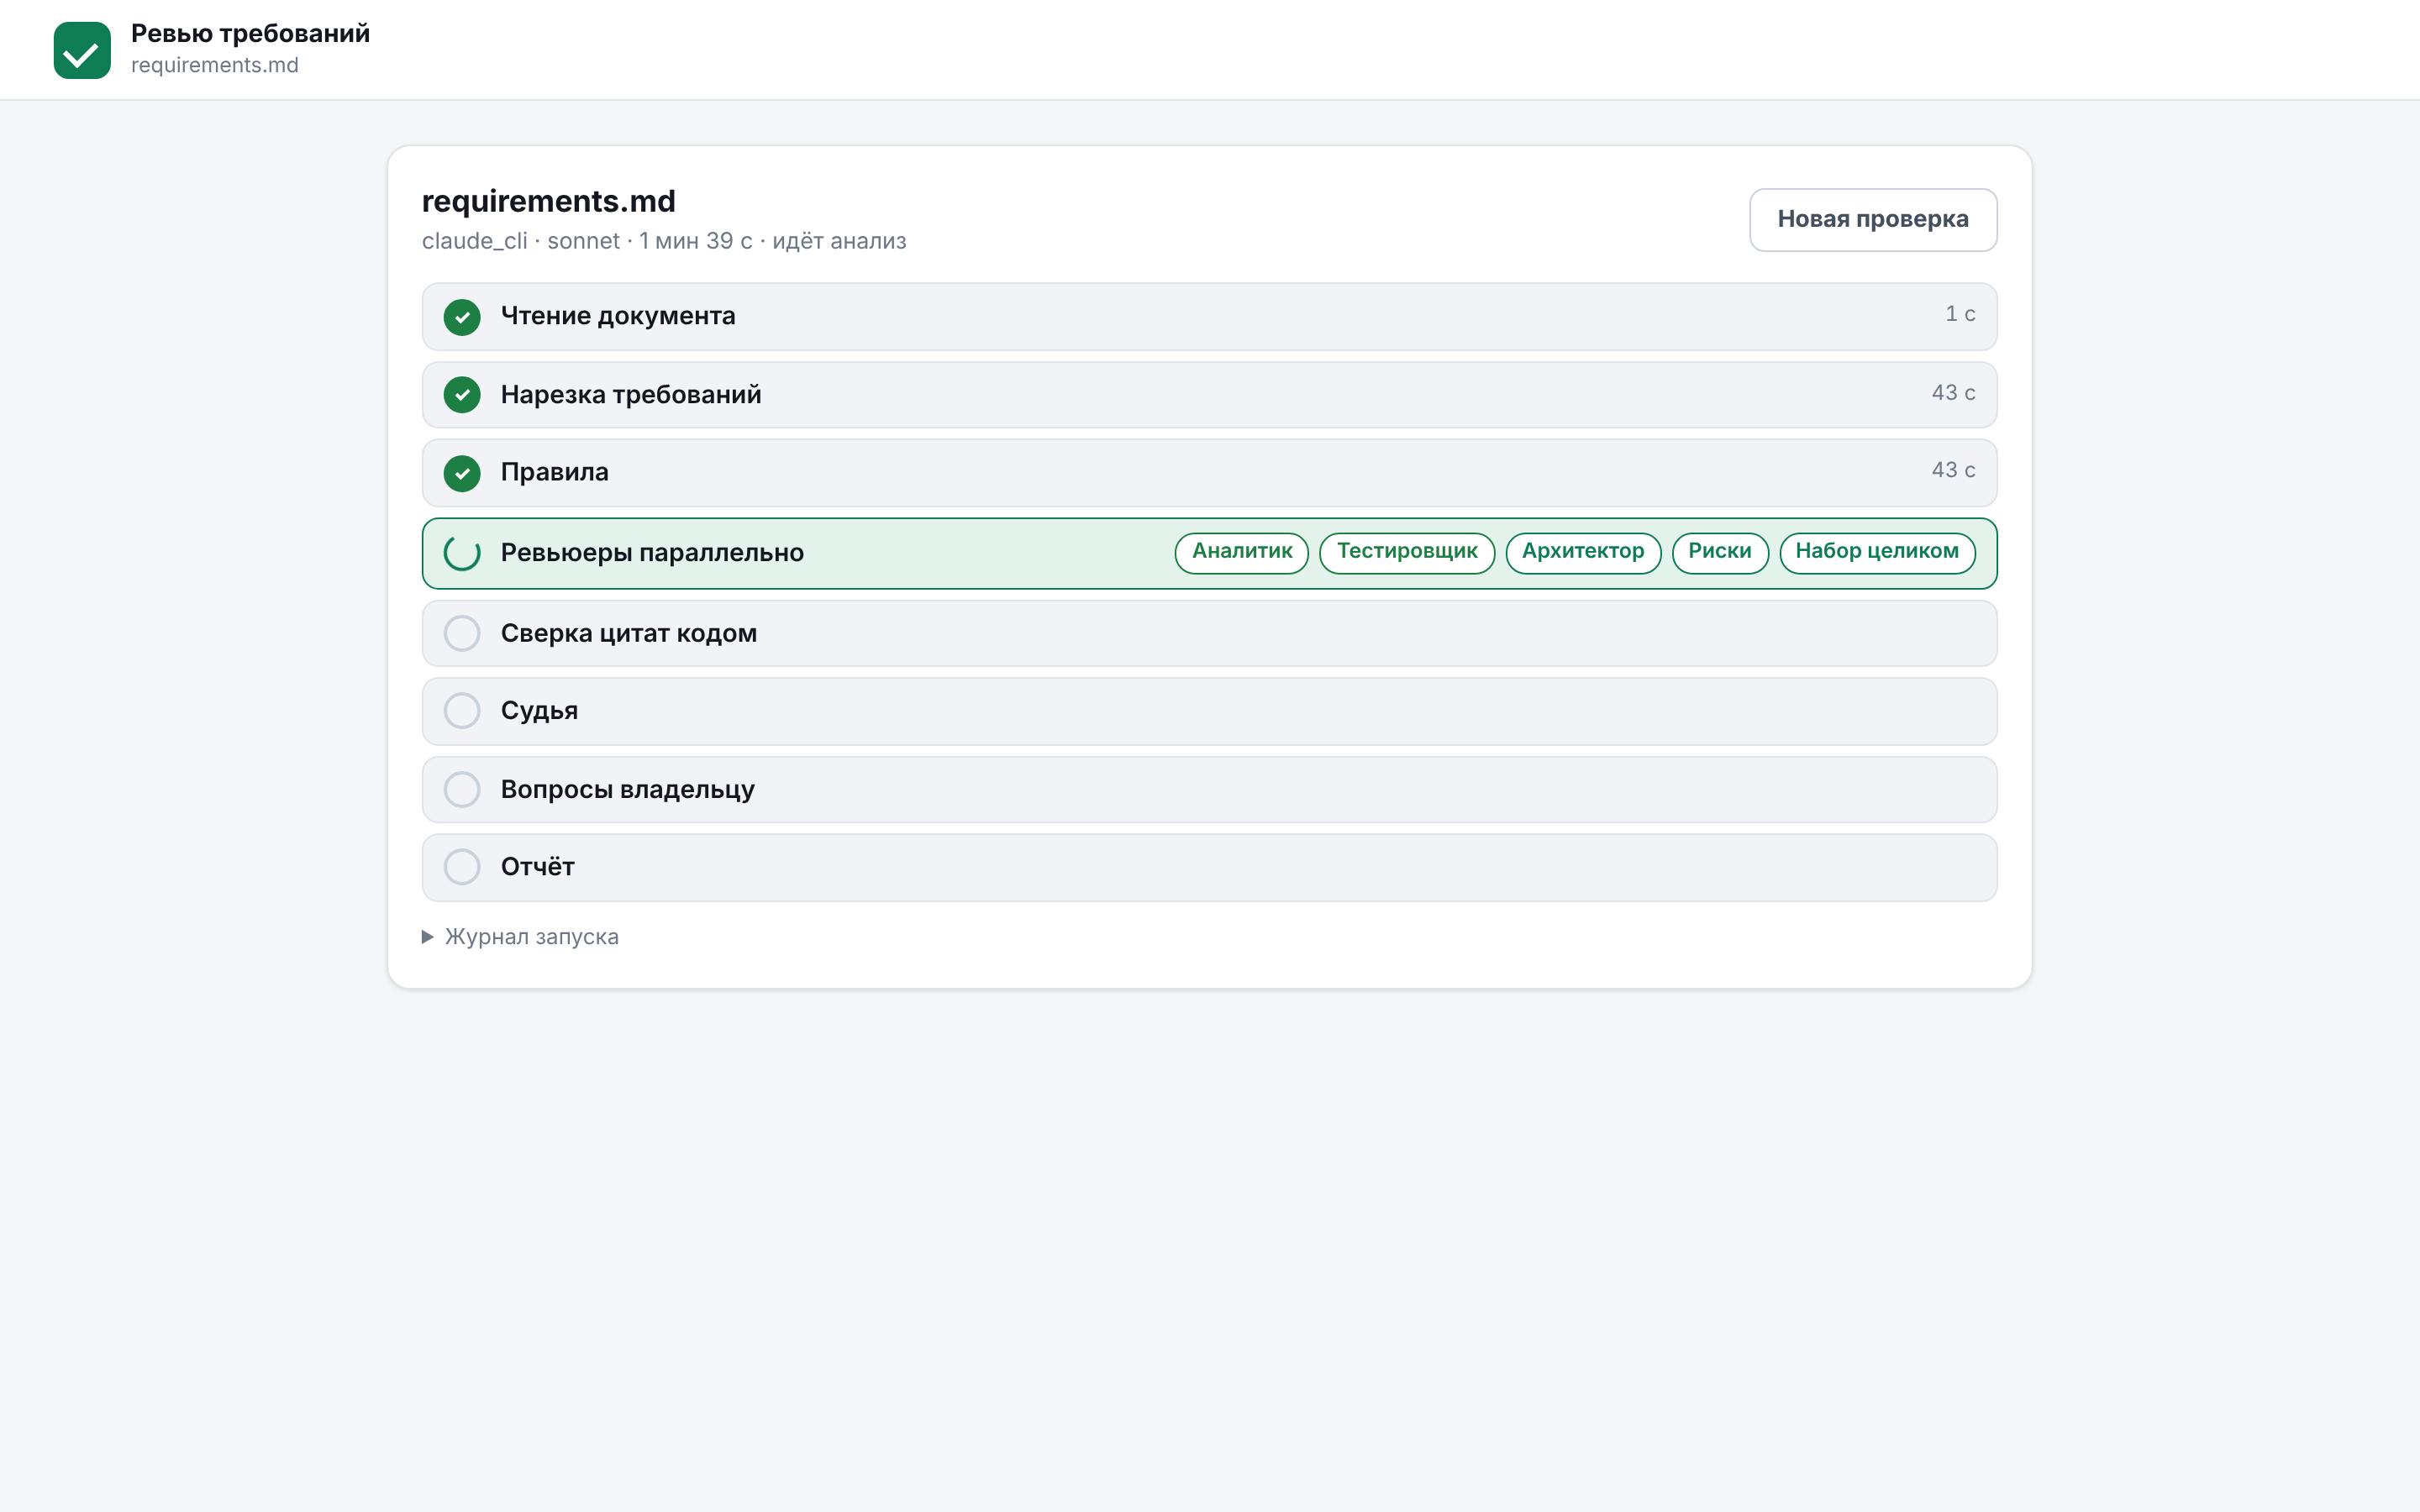 Ревью требований
requirements.md
requirements.md
claude_cli · sonnet · 1 мин 39 с · идёт анализ
Новая проверка
Чтение документа 1 с
Нарезка требований 43 с
Правила 43 с
Ревьюеры параллельно Аналитик Тестировщик Архитектор Риски Набор целиком
Сверка цитат кодом
Судья
Вопросы владельцу
Отчёт
Журнал запуска